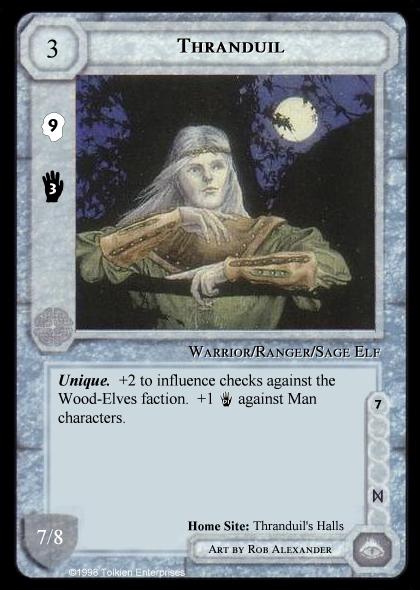 3
THRANDUIL
9
3
WARRIOR/RANGER/SAGE ELF
Unique. +2 to influence checks against the
Wood-Elves faction. +1 against Man
characters.
7
ᛞ
7/8
Home Site: Thranduil's Halls
ART BY ROB ALEXANDER
©1998 Tolkien Enterprises